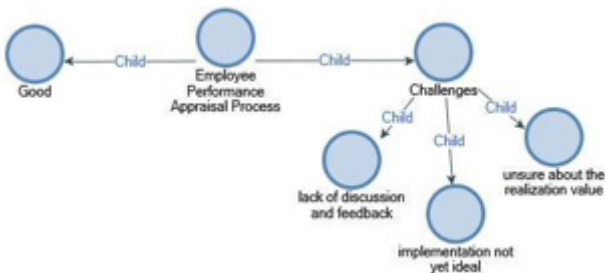 Child
Child
Good
Employee
Performance
Appraisal Process
Challenges
Child
Child
Child
lack of discussion
and feedback
unsure about the
realization value
implementation not
yet ideal